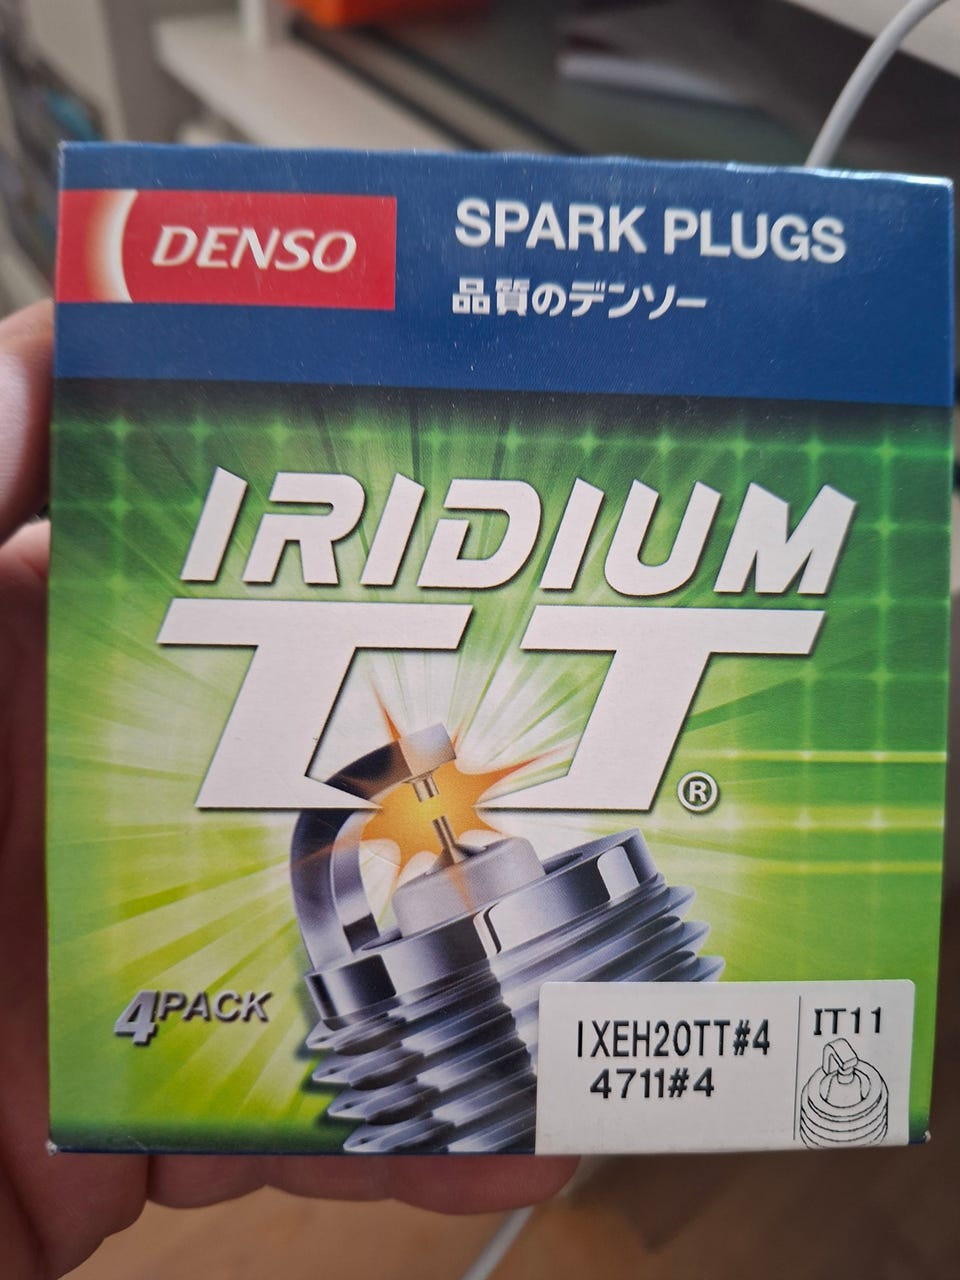 DENSO
SPARK PLUGS
品質のデンソー
IRIDIUM
TT®
4PACK
IXEH20TT#4
4711#4
IT11